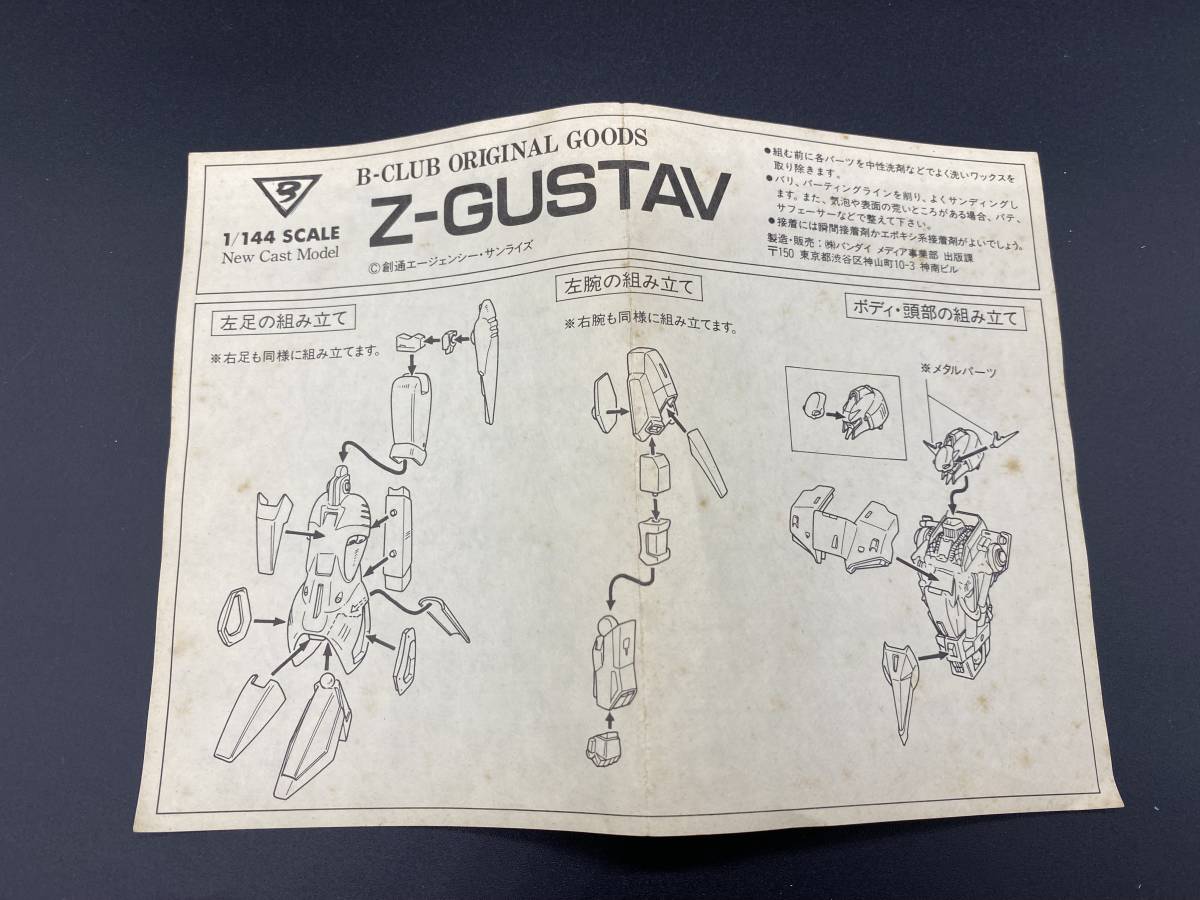 B-CLUB ORIGINAL GOODS
Z-GUSTAV
1/144 SCALE
New Cast Model
©創通エージェンシー・サンライズ
●組む前に各パーツを中性洗剤などでよく洗いワックスを
取り除きます。
●バリ、パーティングラインを削り、よくサンディングし
ます。また、気泡や表面の荒いところがある場合、パテ、
サフェーサーなどで整えて下さい。
●接着には瞬間接着剤かエポキシ系接着剤がよいでしょう。
製造・販売：㈱バンダイ メディア事業部 出版課
〒150 東京都渋谷区神山町10-3 神南ビル
左足の組み立て
※右足も同様に組み立てます。
左腕の組み立て
※右腕も同様に組み立てます。
ボディ・頭部の組み立て
※メタルパーツ